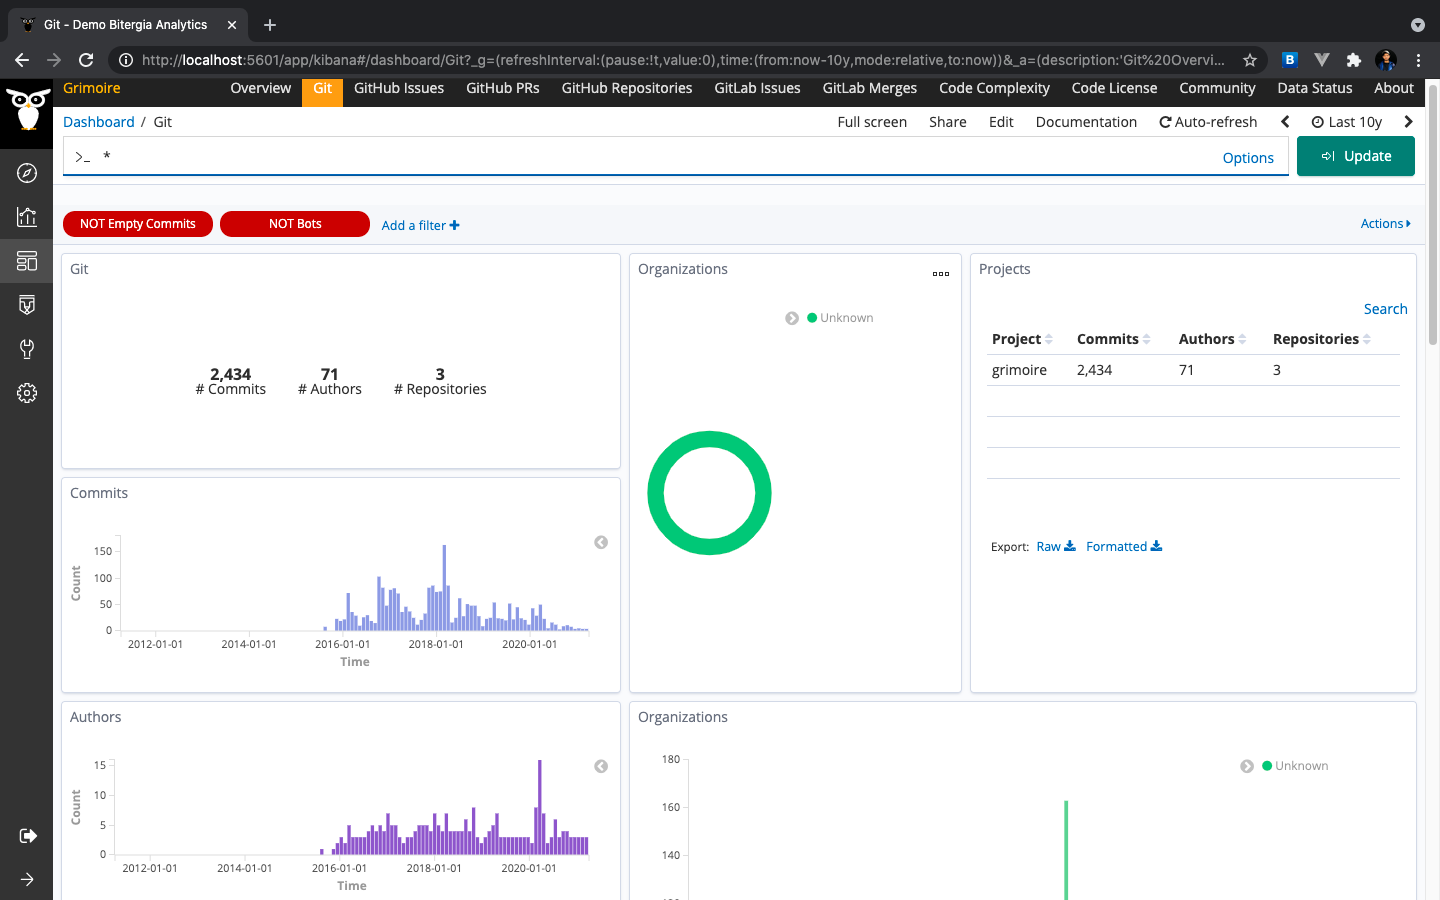 Git - Demo Bitergia Analytics
http://localhost:5601/app/kibana#/dashboard/Git?_g=(refreshInterval:(pause:!t,value:0),time:(from:now-10y,mode:relative,to:now))&_a=(description:'Git%20Overvi...
B
Grimoire Overview Git GitHub Issues GitHub PRs GitHub Repositories GitLab Issues GitLab Merges Code Complexity Code License Community Data Status About
Dashboard / Git Full screen Share Edit Documentation Auto-refresh Last 10y
>_ * Options Update
NOT Empty Commits NOT Bots Add a filter + Actions
Git
2,434 71 3
# Commits # Authors # Repositories
Organizations
Unknown
Projects
Search
Project Commits Authors Repositories
grimoire 2,434 71 3
Export: Raw Formatted
Commits
Count
150
100
50
0
2012-01-01 2014-01-01 2016-01-01 2018-01-01 2020-01-01
Time
Authors
Count
15
10
5
0
2012-01-01 2014-01-01 2016-01-01 2018-01-01 2020-01-01
Time
Organizations
Unknown
180
160
140